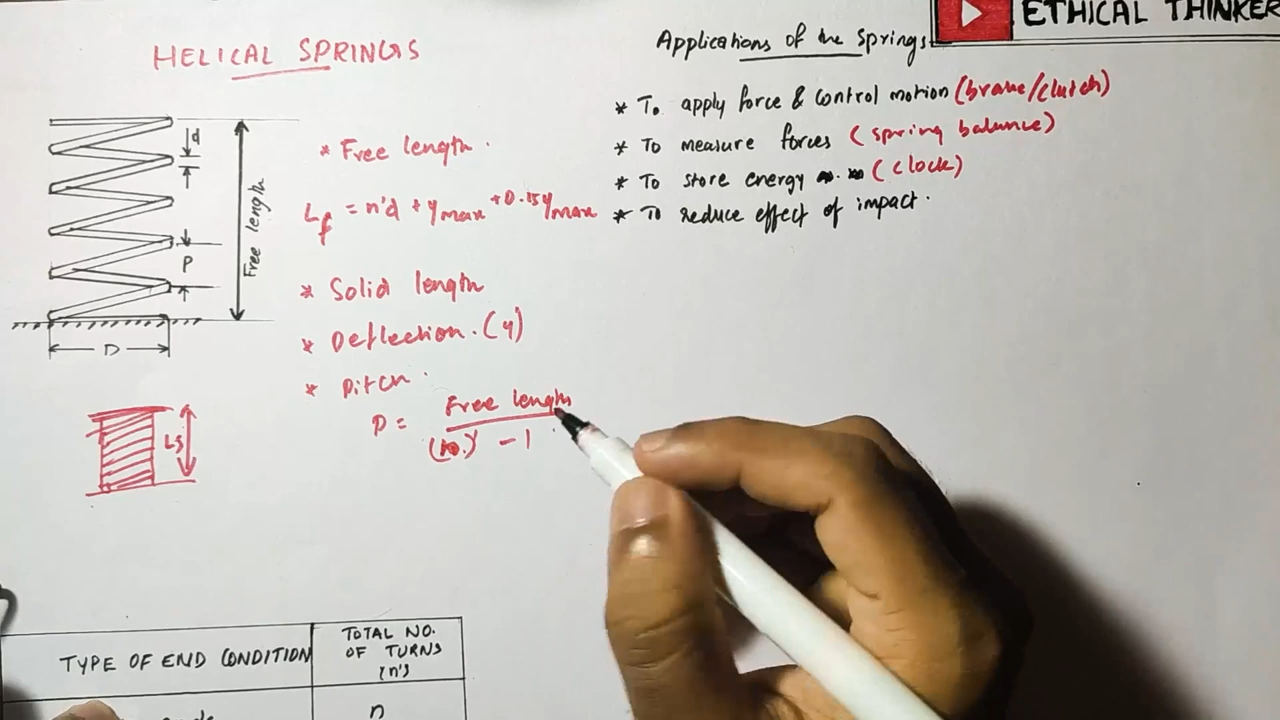 ETHICAL THINKER
HELICAL SPRINGS
d
P
Free length
D
Ls
* Free length.
Lf = n'd + ymax + 0.15ymax
* Solid length
* Deflection. (y)
* Pitch.
P = Free length
-1
Applications of the Springs
* To apply force & control motion (brake/clutch)
* To measure forces (spring balance)
* To store energy (clock)
* To reduce effect of impact.
TYPE OF END CONDITION
TOTAL NO.
OF TURNS
(n's)
n